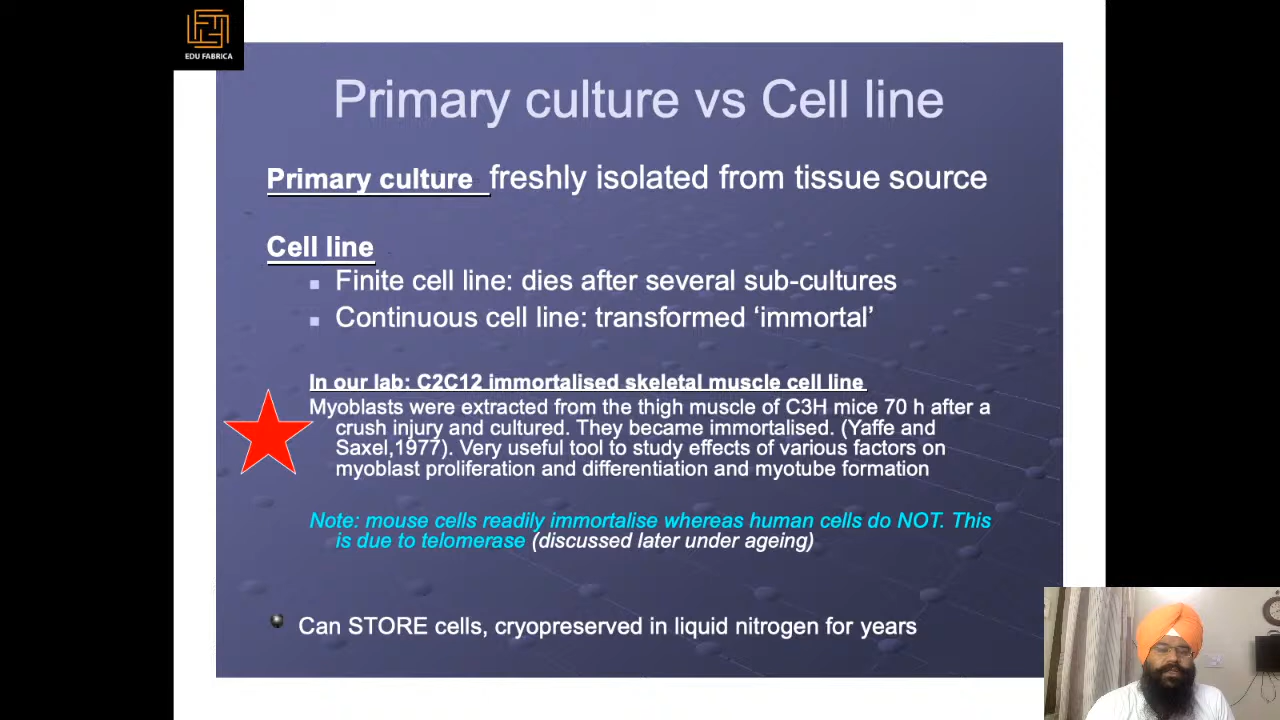 EDU FABRICA
Primary culture vs Cell line
Primary culture freshly isolated from tissue source
Cell line
Finite cell line: dies after several sub-cultures
Continuous cell line: transformed ‘immortal’
In our lab: C2C12 immortalised skeletal muscle cell line
Myoblasts were extracted from the thigh muscle of C3H mice 70 h after a
crush injury and cultured. They became immortalised. (Yaffe and
Saxel,1977). Very useful tool to study effects of various factors on
myoblast proliferation and differentiation and myotube formation
Note: mouse cells readily immortalise whereas human cells do NOT. This
is due to telomerase (discussed later under ageing)
Can STORE cells, cryopreserved in liquid nitrogen for years